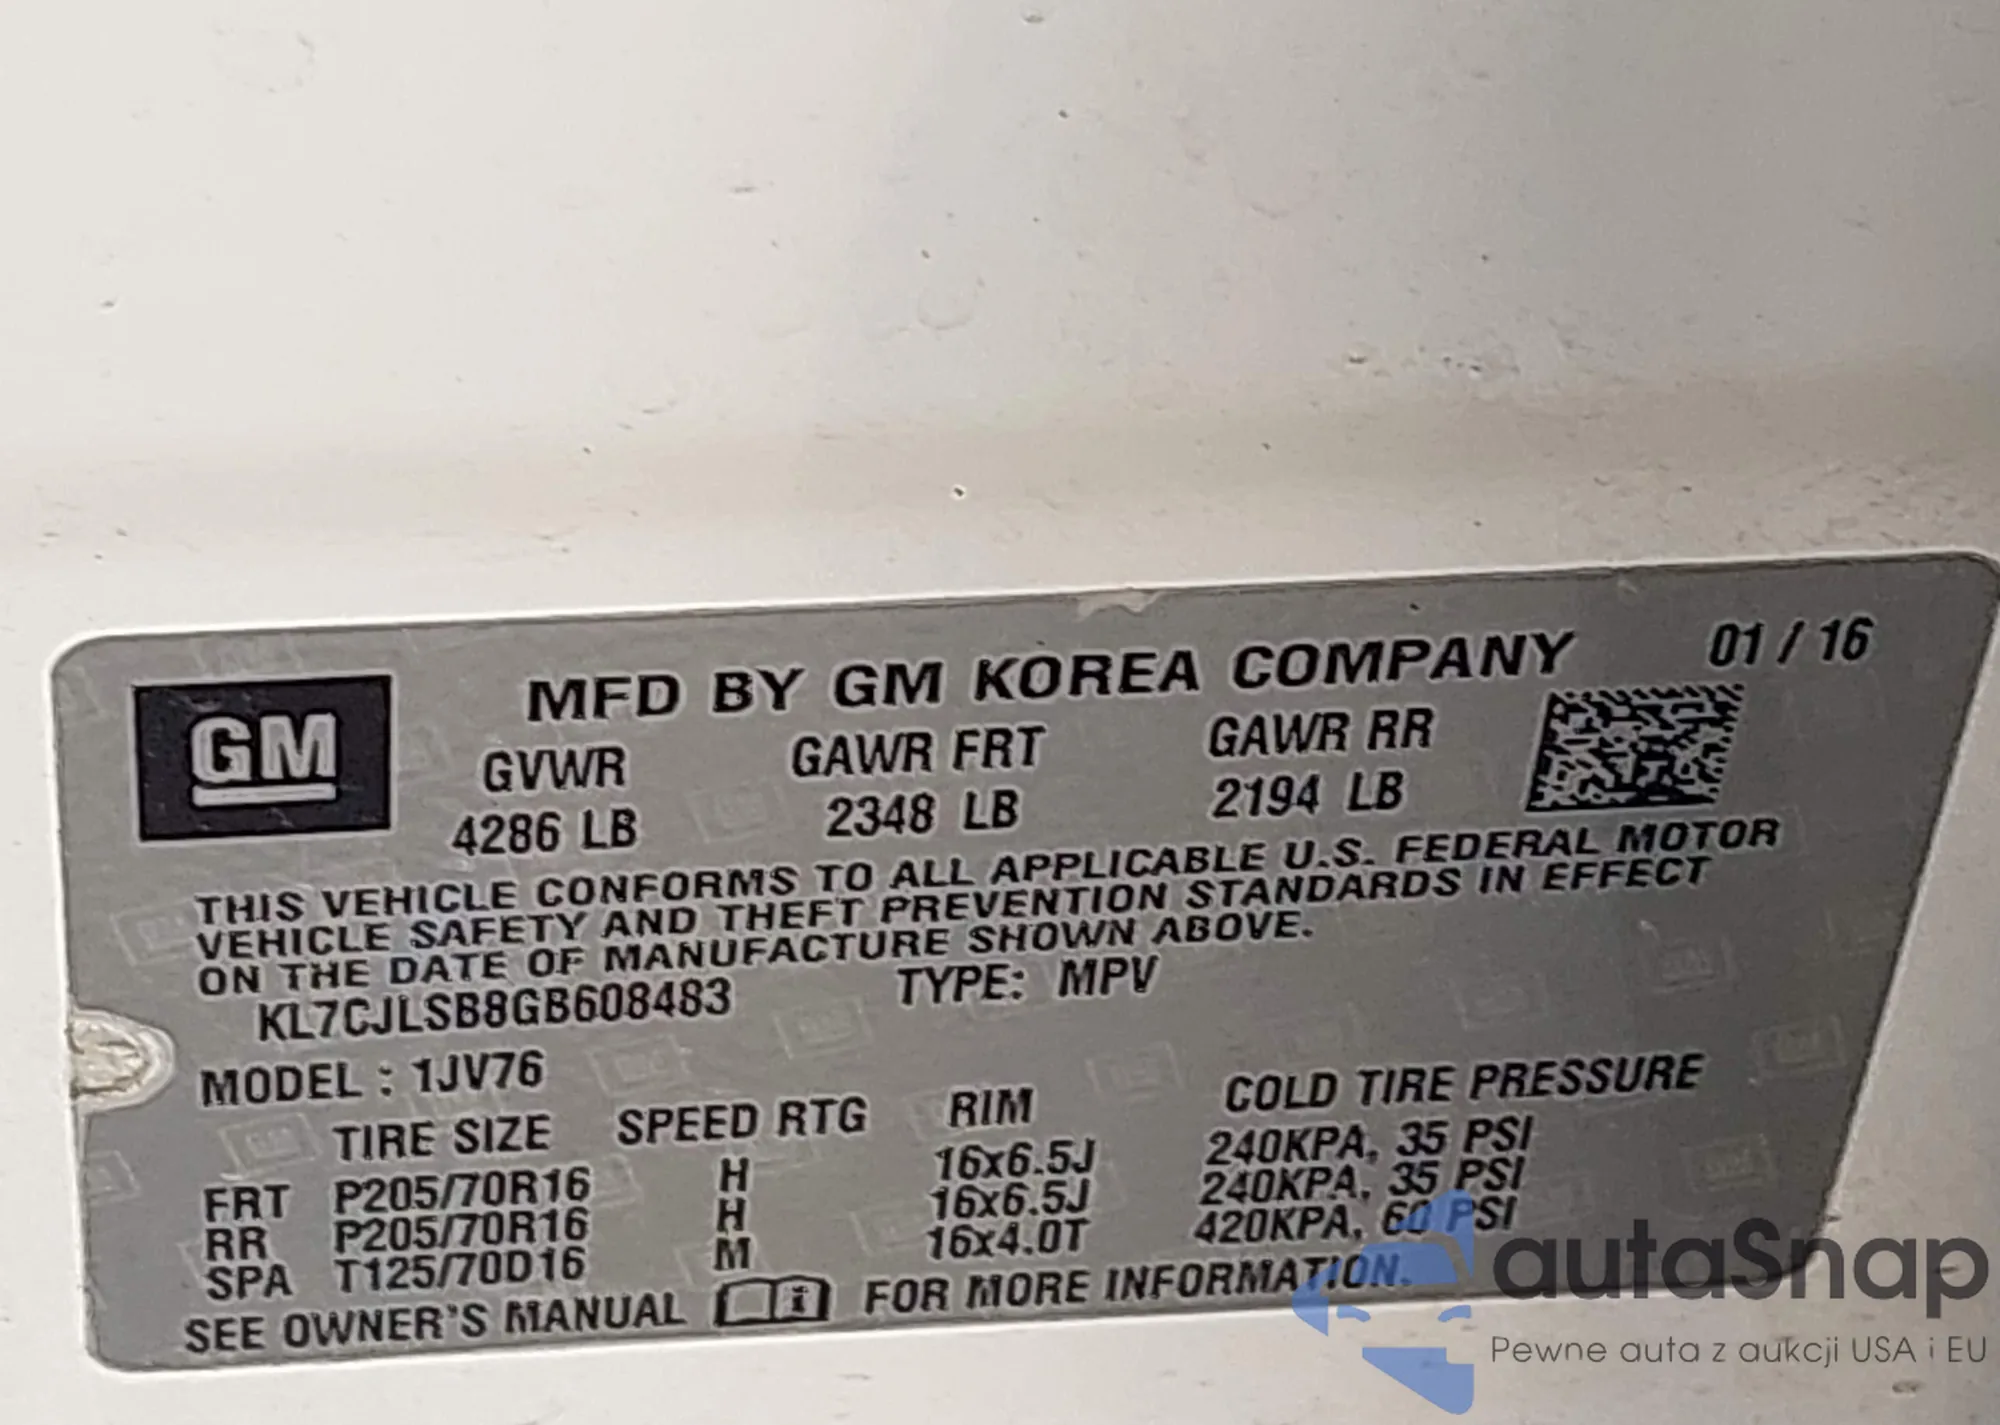 GM
MFD BY GM KOREA COMPANY 01 / 16
GVWR GAWR FRT GAWR RR
4286 LB 2348 LB 2194 LB
THIS VEHICLE CONFORMS TO ALL APPLICABLE U.S. FEDERAL MOTOR
VEHICLE SAFETY AND THEFT PREVENTION STANDARDS IN EFFECT
ON THE DATE OF MANUFACTURE SHOWN ABOVE.
KL7CJLSB8GB608483 TYPE: MPV
MODEL : 1JV76
TIRE SIZE SPEED RTG RIM COLD TIRE PRESSURE
FRT P205/70R16 H 16x6.5J 240KPA, 35 PSI
RR P205/70R16 H 16x6.5J 240KPA, 35 PSI
SPA T125/70D16 M 16x4.0T 420KPA, 60 PSI
SEE OWNER'S MANUAL i FOR MORE INFORMATION.
autaSnap
Pewne auta z aukcji USA i EU